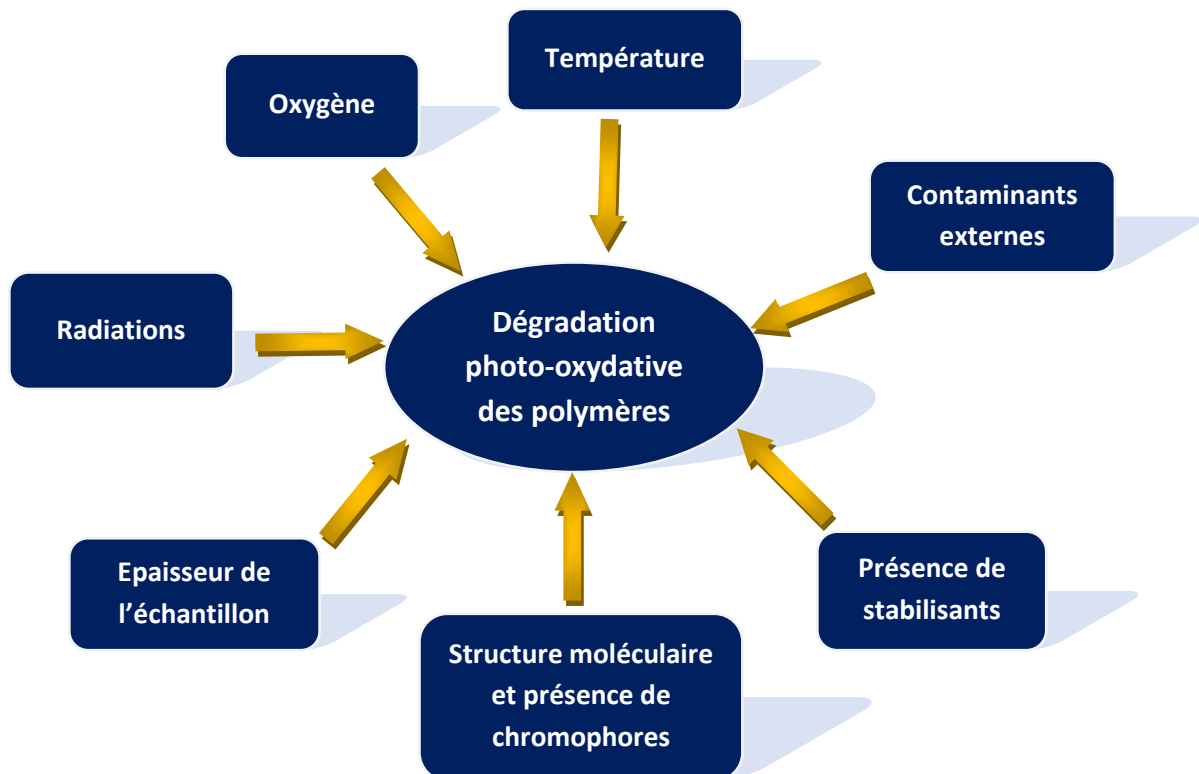 Température
Oxygène
Contaminants
externes
Radiations
Dégradation
photo-oxydative
des polymères
Epaisseur de
l’échantillon
Présence de
stabilisants
Structure moléculaire
et présence de
chromophores